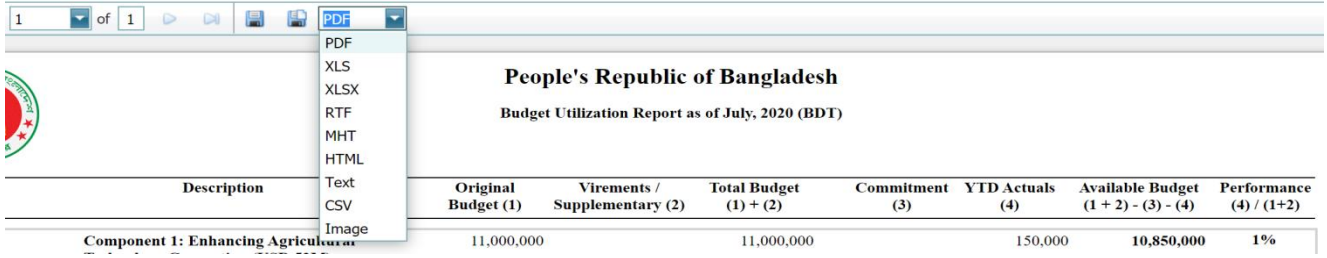 1 of 1 PDF
PDF
XLS
XLSX
RTF
MHT
HTML
Text
CSV
Image
People's Republic of Bangladesh
Budget Utilization Report as of July, 2020 (BDT)
Description Original Virements / Total Budget Commitment YTD Actuals Available Budget Performance
Budget (1) Supplementary (2) (1) + (2) (3) (4) (1 + 2) - (3) - (4) (4) / (1+2)
Component 1: Enhancing Agricultural 11,000,000 11,000,000 150,000 10,850,000 1%